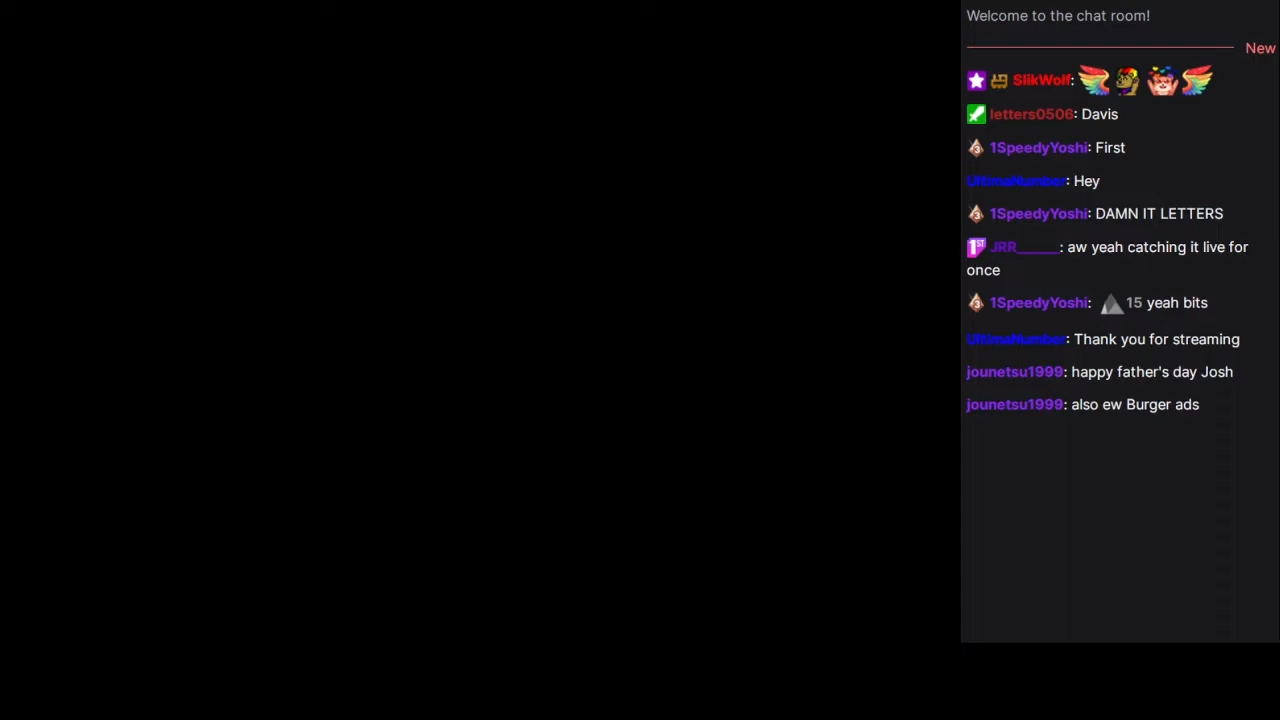 Welcome to the chat room!
New
SlikWolf:
letters0506: Davis
1SpeedyYoshi: First
UltimaNumber: Hey
1SpeedyYoshi: DAMN IT LETTERS
1ST JRR______: aw yeah catching it live for
once
1SpeedyYoshi: 15 yeah bits
UltimaNumber: Thank you for streaming
jounetsu1999: happy father's day Josh
jounetsu1999: also ew Burger ads